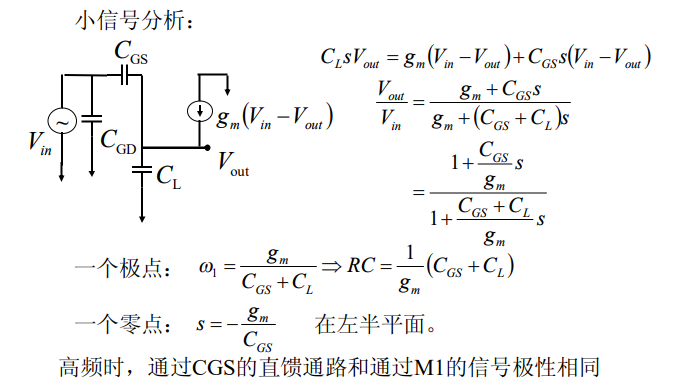 小信号分析：
C_GS
C_L s V_out = g_m(V_in − V_out) + C_GS s(V_in − V_out)
V_in ~ C_GD g_m(V_in − V_out)
V_out / V_in = (g_m + C_GS s) / (g_m + (C_GS + C_L)s)
C_L V_out
= (1 + (C_GS / g_m) s) / (1 + ((C_GS + C_L) / g_m) s)
一个极点： ω_1 = g_m / (C_GS + C_L) ⇒ RC = (1 / g_m)(C_GS + C_L)
一个零点： s = − g_m / C_GS 在左半平面。
高频时，通过CGS的直馈通路和通过M1的信号极性相同